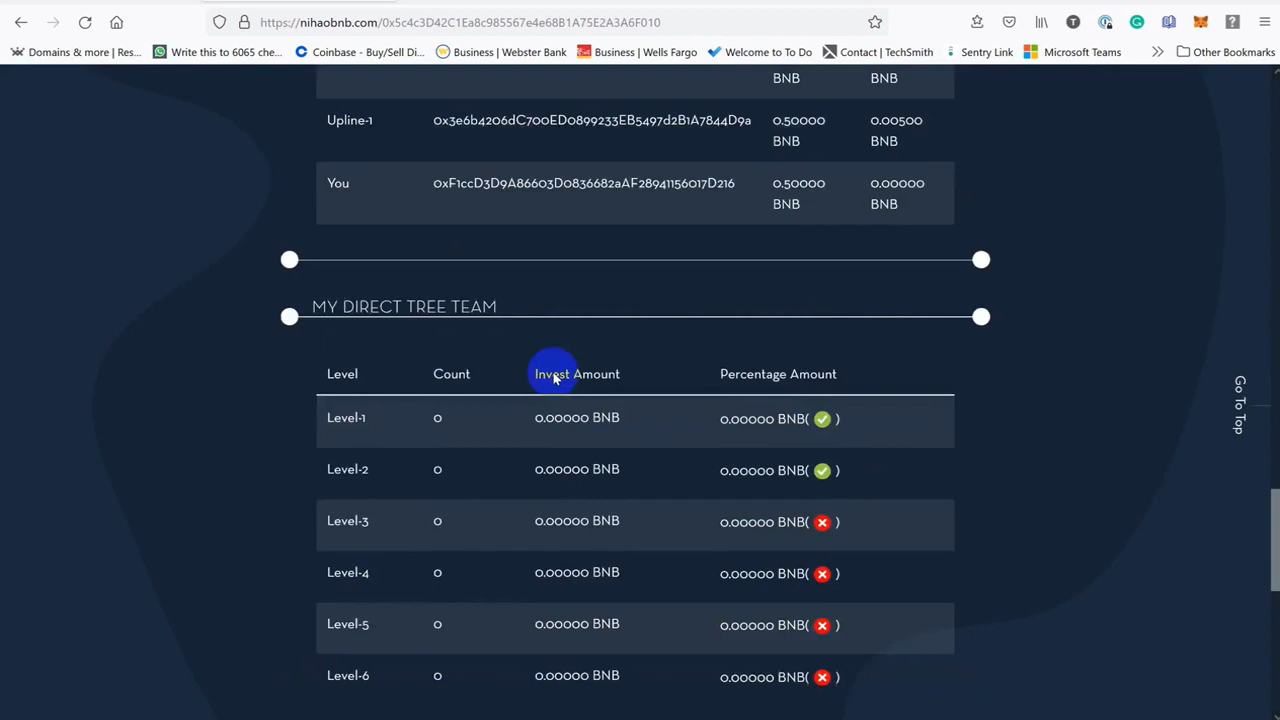 https://nihaobnb.com/0x5c4c3D42C1Ea8c985567e4e68B1A75E2A3A6F010
Domains & more | Res... Write this to 6065 che... Coinbase - Buy/Sell Di... Business | Webster Bank Business | Wells Fargo Welcome to To Do Contact | TechSmith Sentry Link Microsoft Teams Other Bookmarks
BNB BNB
Upline-1 0x3e6b4206dC700ED0899233EB5497d2B1A7844D9a 0.50000 0.00500
BNB BNB
You 0xF1ccD3D9A86603D0836682aAF28941156017D216 0.50000 0.00000
BNB BNB
MY DIRECT TREE TEAM
Level Count Invest Amount Percentage Amount
Level-1 0 0.00000 BNB 0.00000 BNB( )
Level-2 0 0.00000 BNB 0.00000 BNB( )
Level-3 0 0.00000 BNB 0.00000 BNB( )
Level-4 0 0.00000 BNB 0.00000 BNB( )
Level-5 0 0.00000 BNB 0.00000 BNB( )
Level-6 0 0.00000 BNB 0.00000 BNB( )
Go To Top